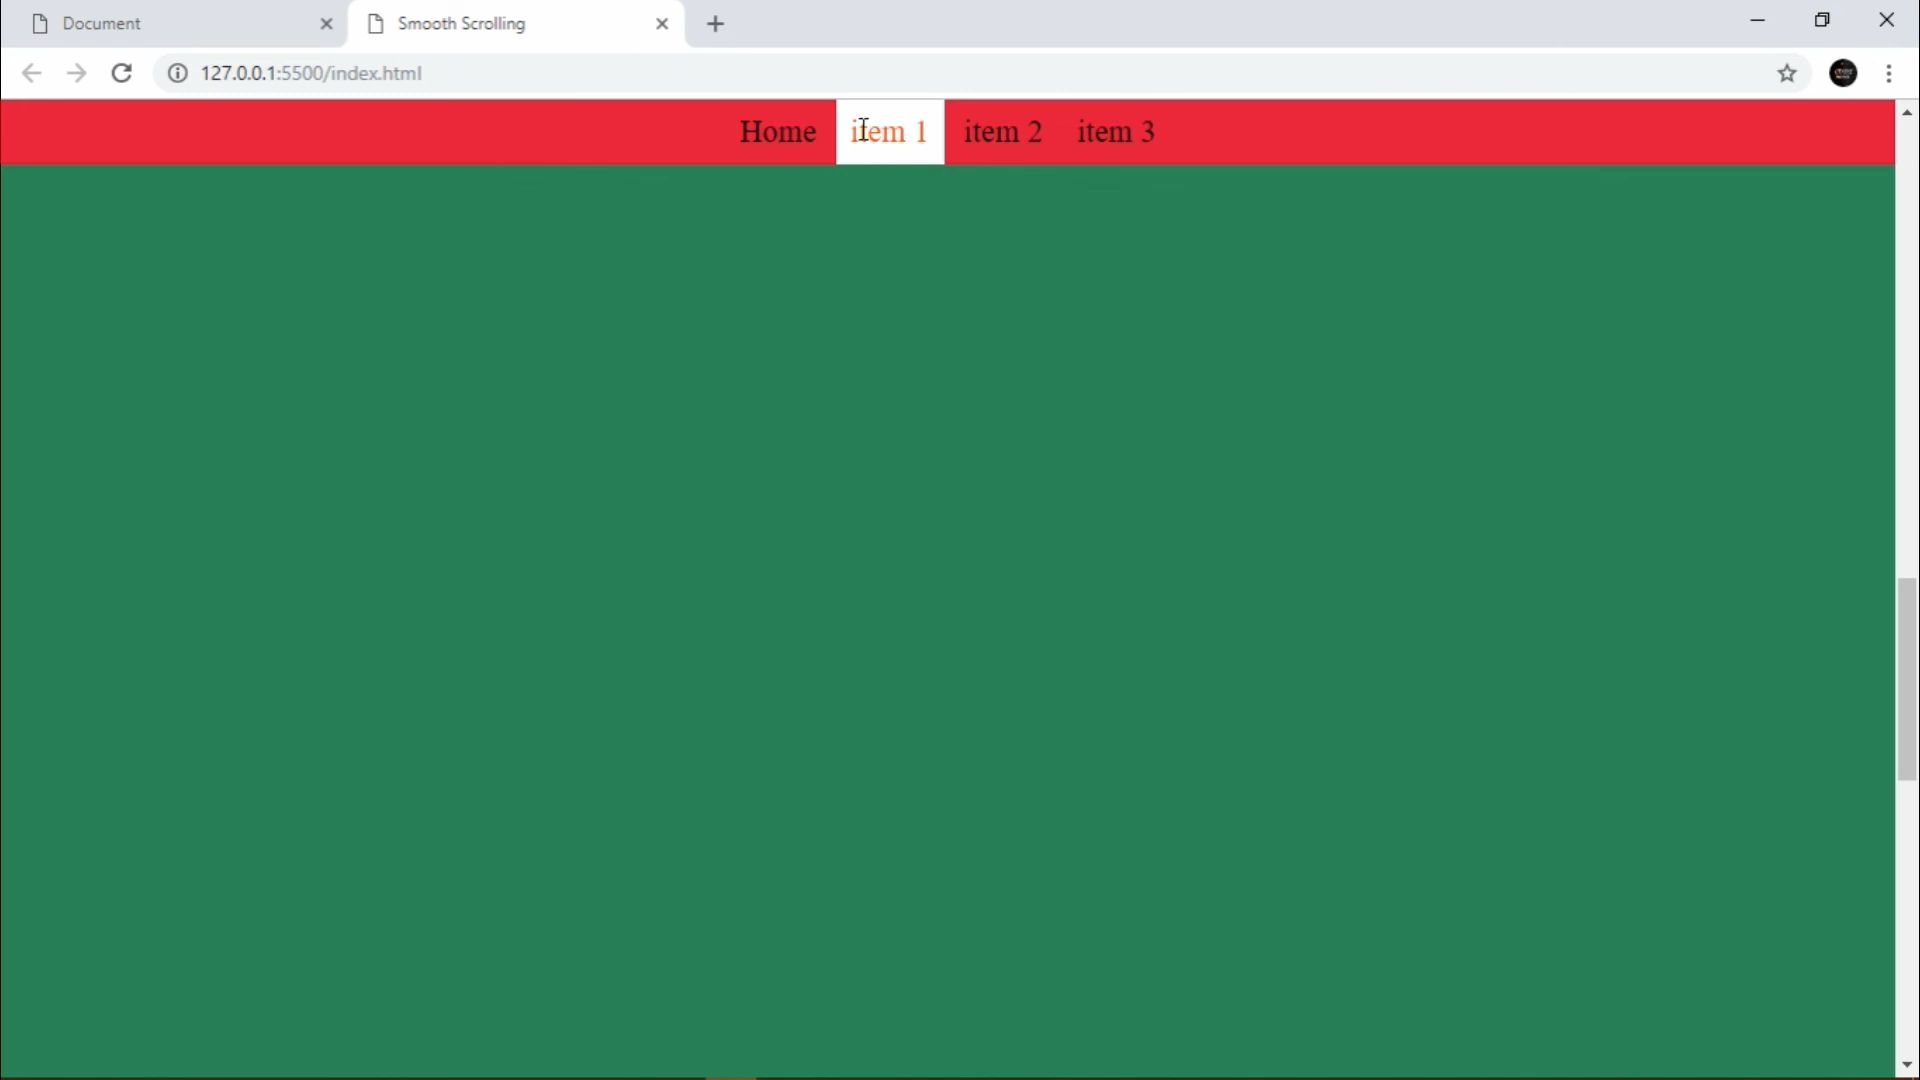 Document
Smooth Scrolling
127.0.0.1:5500/index.html
Home item 1 item 2 item 3